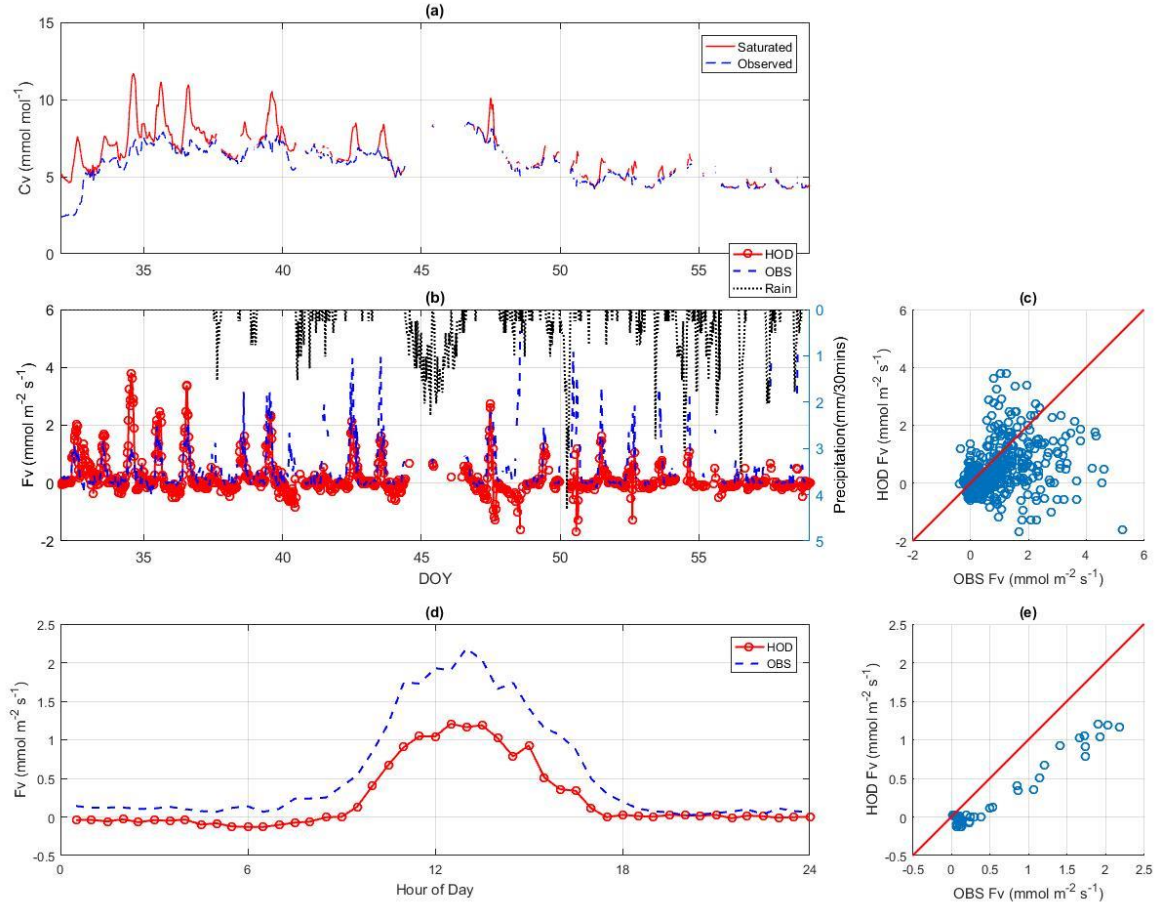 (a)
15
10
5
0
Cv (mmol mol-1)
Saturated
Observed
35
40
45
50
55
HOD
OBS
Rain
(b)
6
4
2
0
-2
Fv (mmol m-2 s-1)
35
40
45
50
55
DOY
0
1
2
3
4
5
Precipitation(mm/30mins)
(c)
6
4
2
0
-2
HOD Fv (mmol m-2 s-1)
-2
0
2
4
6
OBS Fv (mmol m-2 s-1)
(d)
2.5
2
1.5
1
0.5
0
-0.5
Fv (mmol m-2 s-1)
HOD
OBS
0
6
12
18
24
Hour of Day
(e)
2.5
2
1.5
1
0.5
0
-0.5
HOD Fv (mmol m-2 s-1)
-0.5
0
0.5
1
1.5
2
2.5
OBS Fv (mmol m-2 s-1)